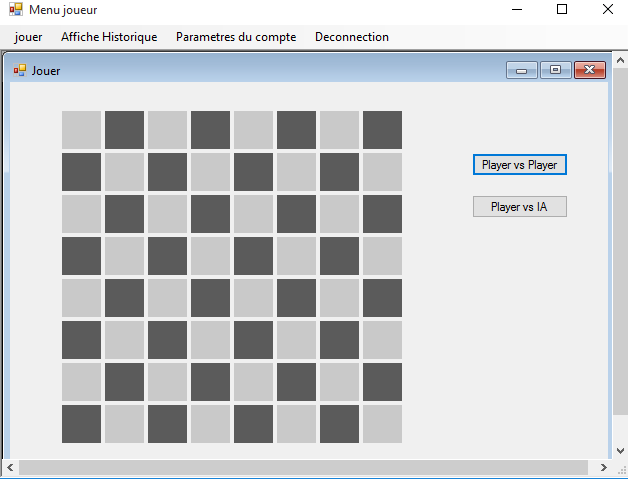 Menu joueur
jouer Affiche Historique Parametres du compte Deconnection
Jouer
Player vs Player
Player vs IA